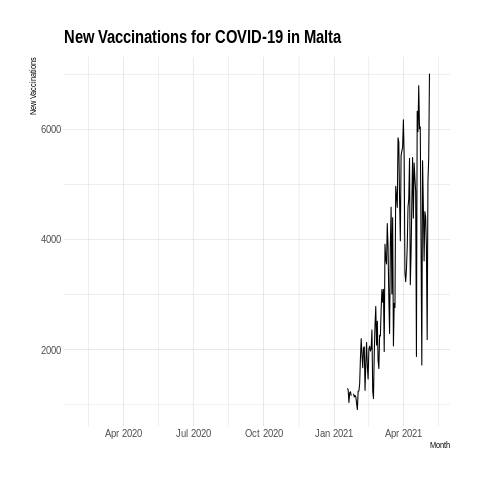 New Vaccinations for COVID-19 in Malta
New Vaccinations
6000
4000
2000
Apr 2020 Jul 2020 Oct 2020 Jan 2021 Apr 2021
Month